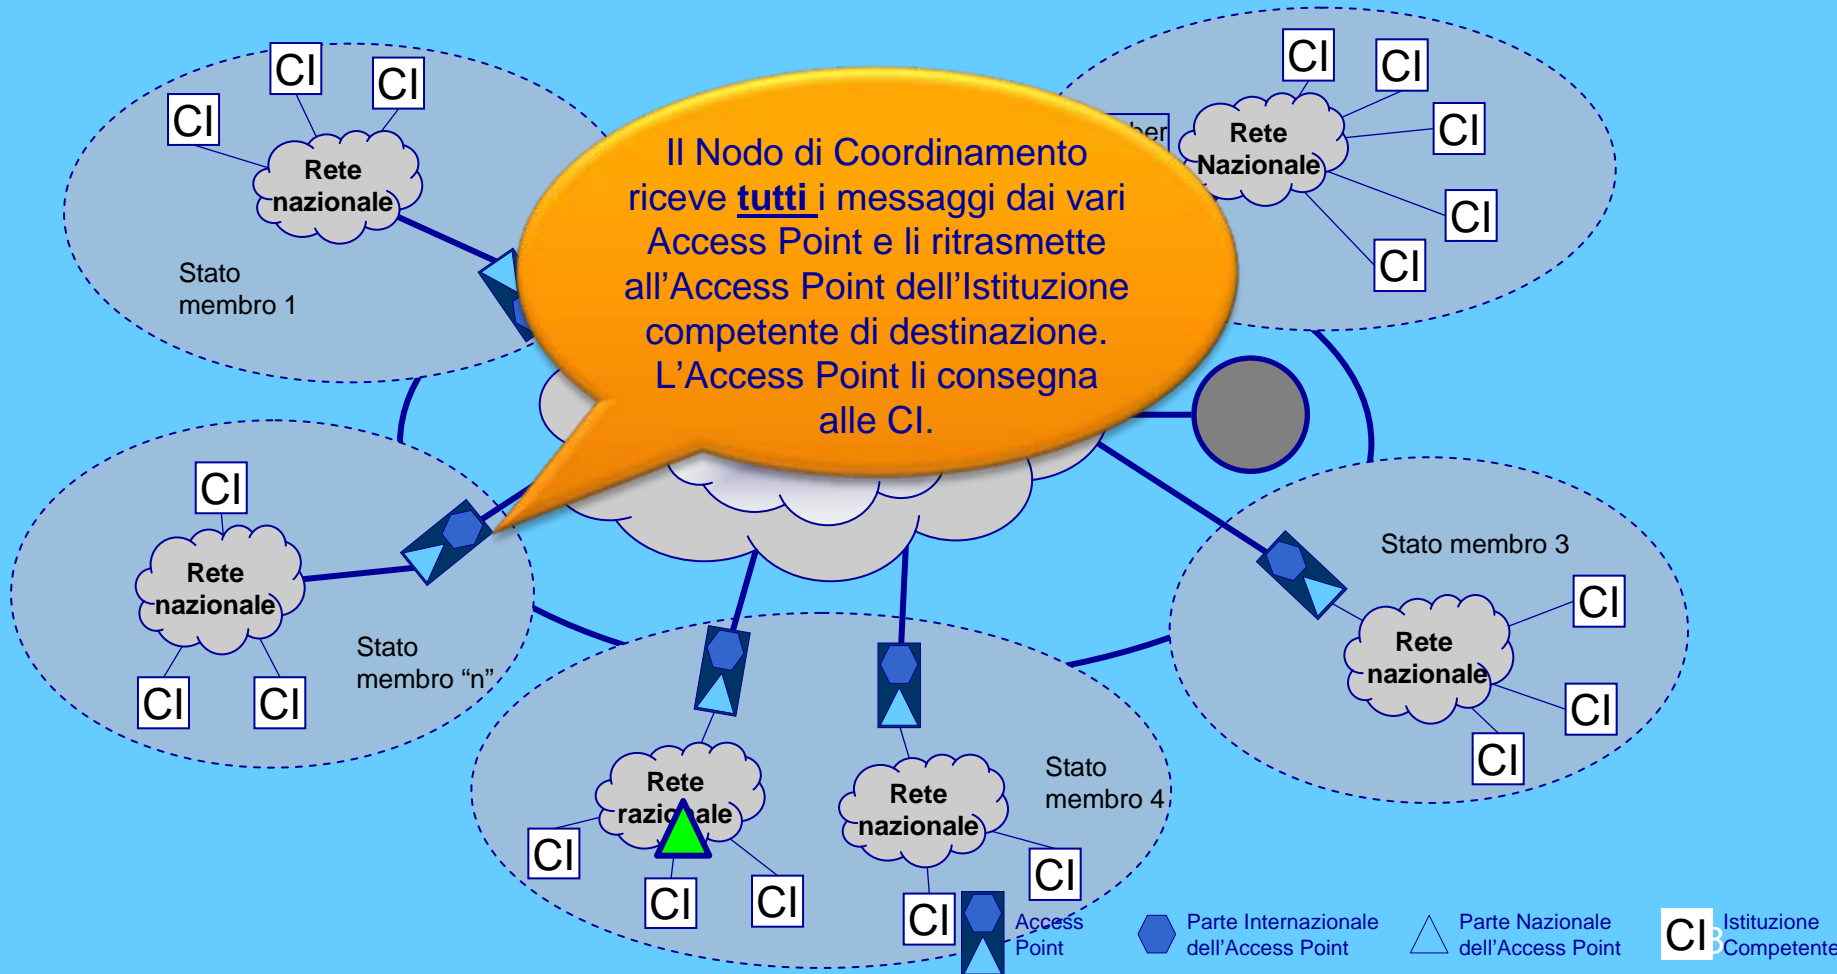 CI
CI
CI
Rete
nazionale
Stato
membro 1
Il Nodo di Coordinamento
riceve tutti i messaggi dai vari
Access Point e li ritrasmette
all’Access Point dell’Istituzione
competente di destinazione.
L’Access Point li consegna
alle CI.
CI
CI
CI
CI
CI
Rete
Nazionale
CI
Rete
nazionale
CI
CI
Stato
membro “n”
Stato membro 3
CI
Rete
nazionale
CI
CI
Rete
razionale
CI
CI
CI
Rete
nazionale
Stato
membro 4
CI
CI
Access
Point
Parte Internazionale
dell’Access Point
Parte Nazionale
dell’Access Point
CI
Istituzione
Competente